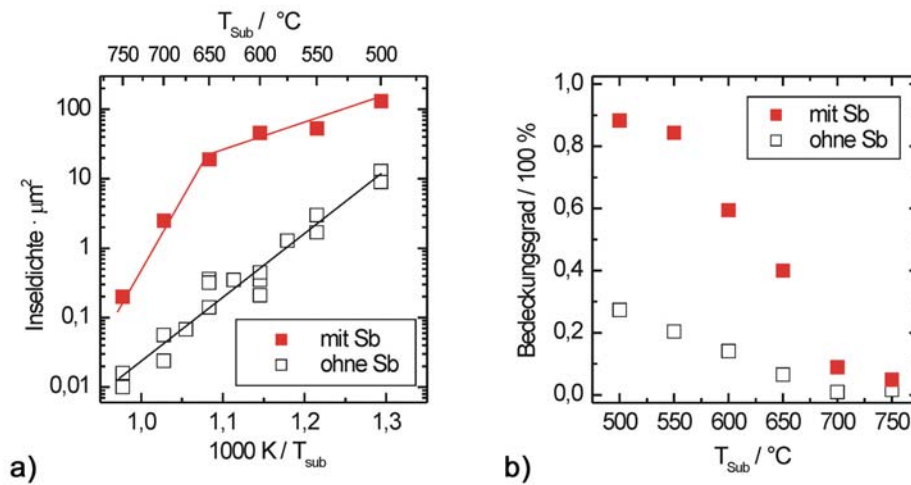 T_Sub / °C
750 700 650 600 550 500
100
10
1
0,1
0,01
Inseldichte · μm²
mit Sb
ohne Sb
1,0 1,1 1,2 1,3
1000 K / T_sub
a)
1,0
0,8
0,6
0,4
0,2
0,0
Bedeckungsgrad / 100 %
mit Sb
ohne Sb
500 550 600 650 700 750
T_Sub / °C
b)